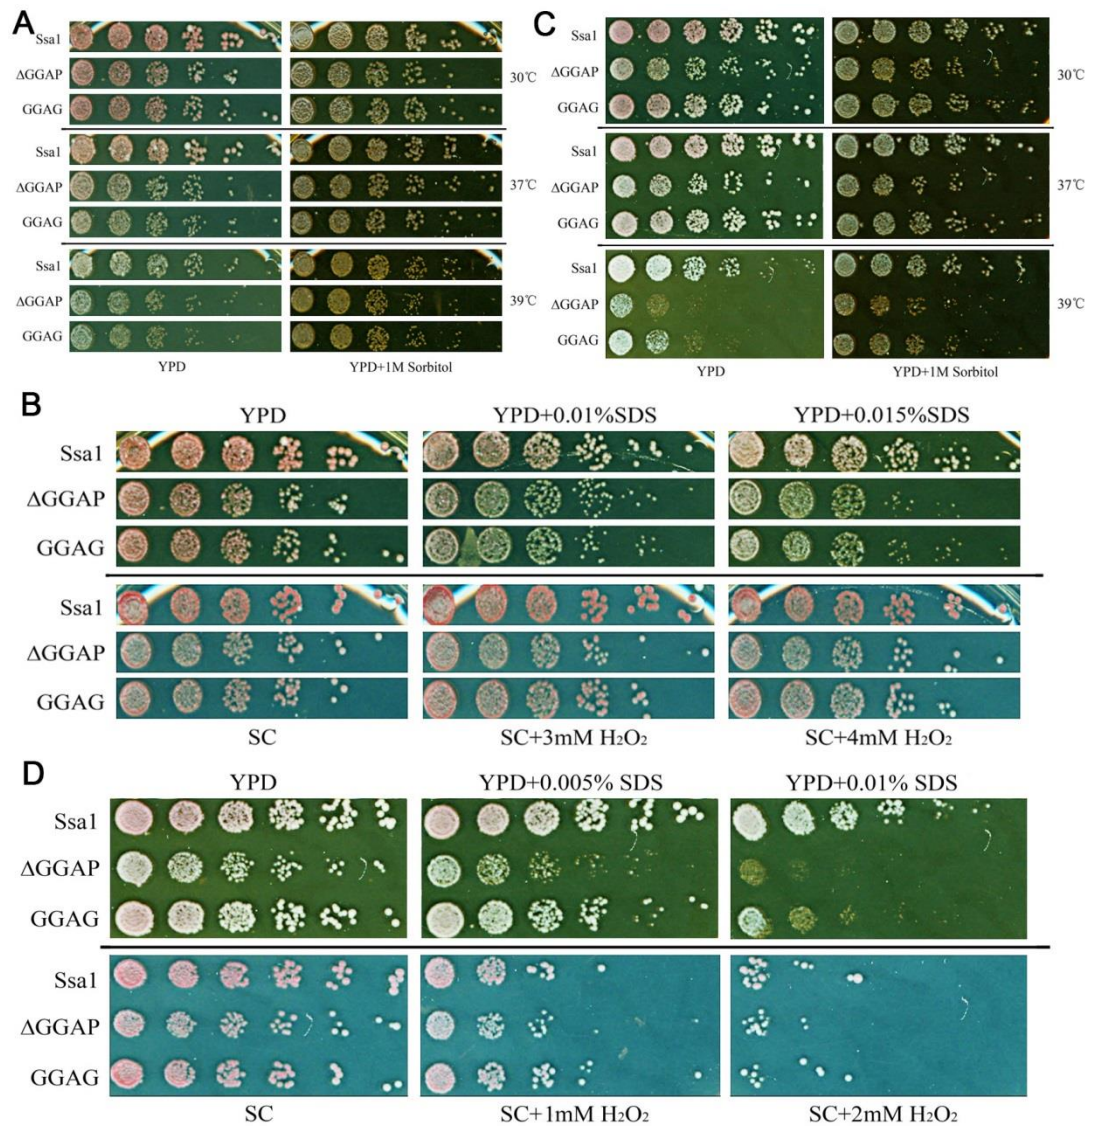 A
Ssa1
ΔGGAP
GGAG
30℃
Ssa1
ΔGGAP
GGAG
37℃
Ssa1
ΔGGAP
GGAG
39℃
YPD YPD+1M Sorbitol
C
Ssa1
ΔGGAP
GGAG
30℃
Ssa1
ΔGGAP
GGAG
37℃
Ssa1
ΔGGAP
GGAG
39℃
YPD YPD+1M Sorbitol
B
YPD YPD+0.01%SDS YPD+0.015%SDS
Ssa1
ΔGGAP
GGAG
Ssa1
ΔGGAP
GGAG
SC SC+3mM H₂O₂ SC+4mM H₂O₂
D
YPD YPD+0.005% SDS YPD+0.01% SDS
Ssa1
ΔGGAP
GGAG
Ssa1
ΔGGAP
GGAG
SC SC+1mM H₂O₂ SC+2mM H₂O₂